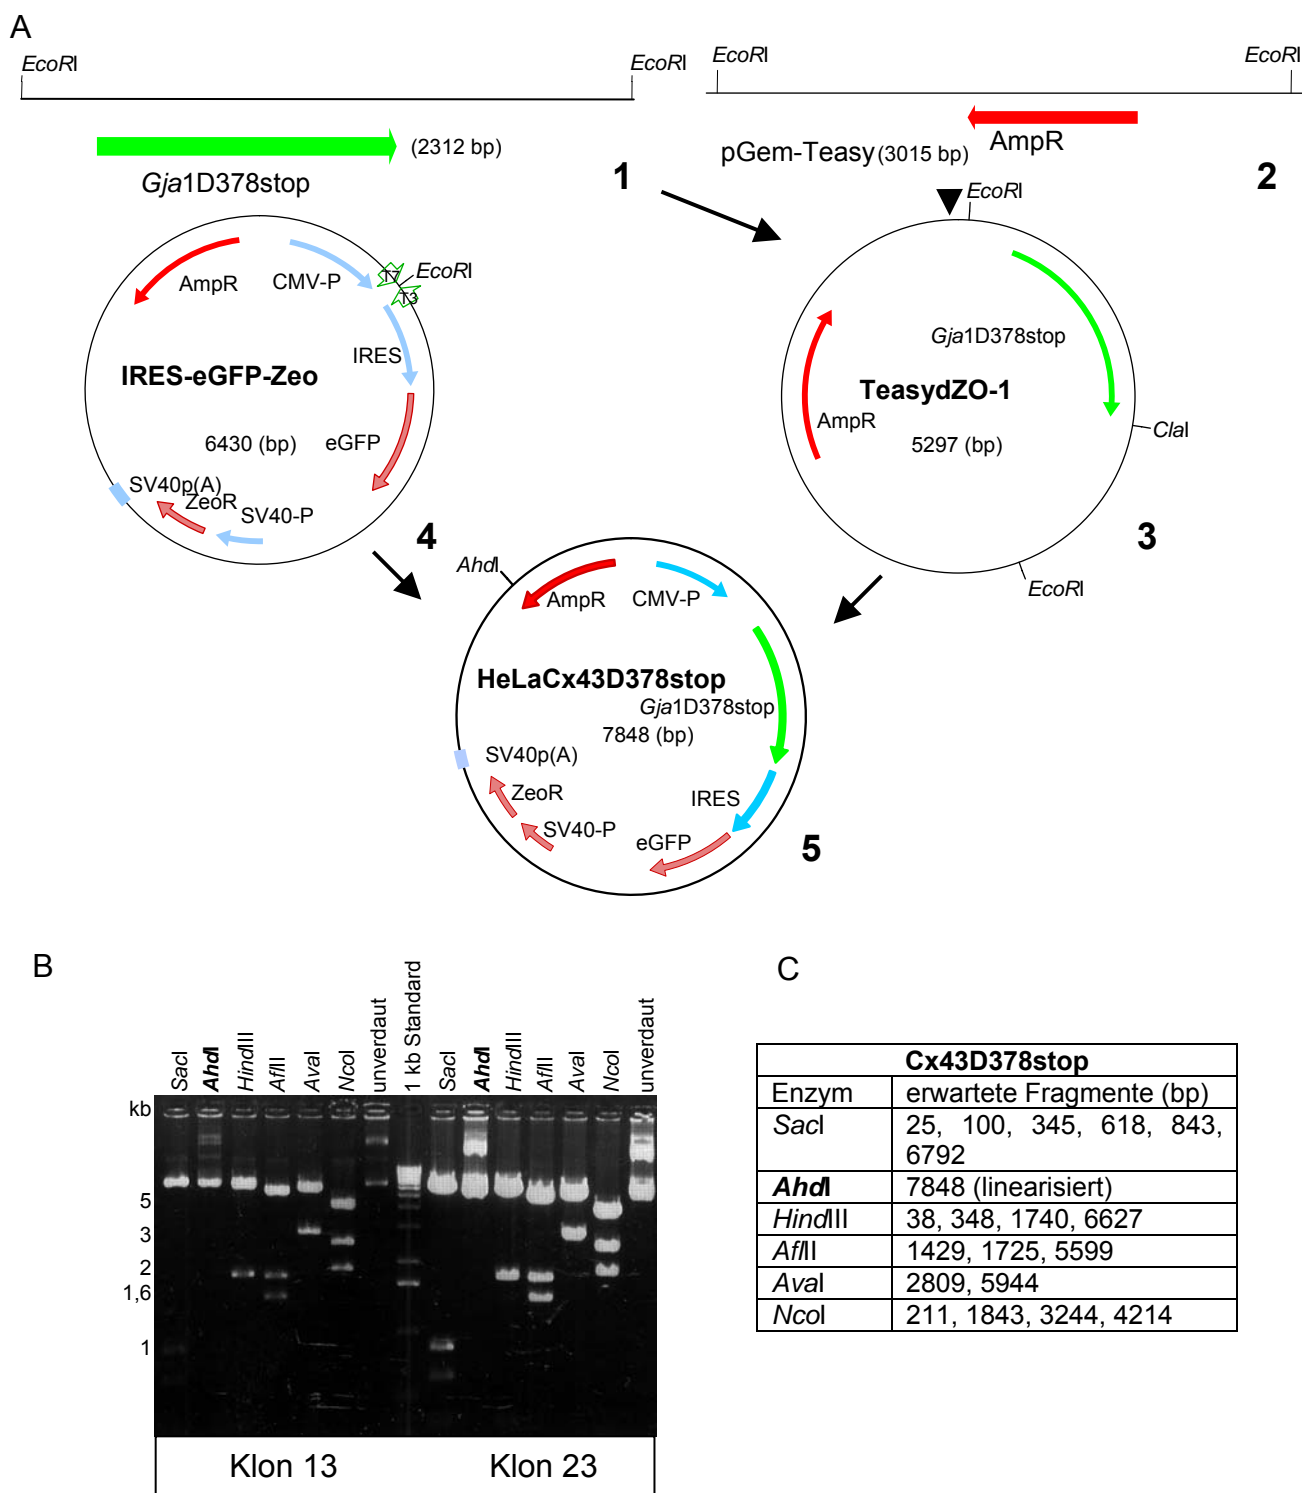 A
EcoRI
EcoRI
EcoRI
EcoRI
(2312 bp)
Gja1D378stop
1
AmpR
pGem-Teasy (3015 bp)
2
AmpR
CMV-P
T7
EcoRI
T3
IRES
IRES-eGFP-Zeo
6430 (bp)
eGFP
SV40p(A)
ZeoR
SV40-P
4
EcoRI
Gja1D378stop
TeasydZO-1
AmpR
5297 (bp)
ClaI
3
EcoRI
AhdI
AmpR
CMV-P
HeLaCx43D378stop
Gja1D378stop
7848 (bp)
SV40p(A)
ZeoR
IRES
SV40-P
eGFP
5
B
SacI
AhdI
HindIII
AflII
AvaI
NcoI
unverdaut
1 kb Standard
SacI
AhdI
HindIII
AflII
AvaI
NcoI
unverdaut
kb
5
3
2
1,6
1
Klon 13
Klon 23
C
Cx43D378stop
Enzym erwartete Fragmente (bp)
SacI 25, 100, 345, 618, 843,
6792
AhdI 7848 (linearisiert)
HindIII 38, 348, 1740, 6627
AflII 1429, 1725, 5599
AvaI 2809, 5944
NcoI 211, 1843, 3244, 4214